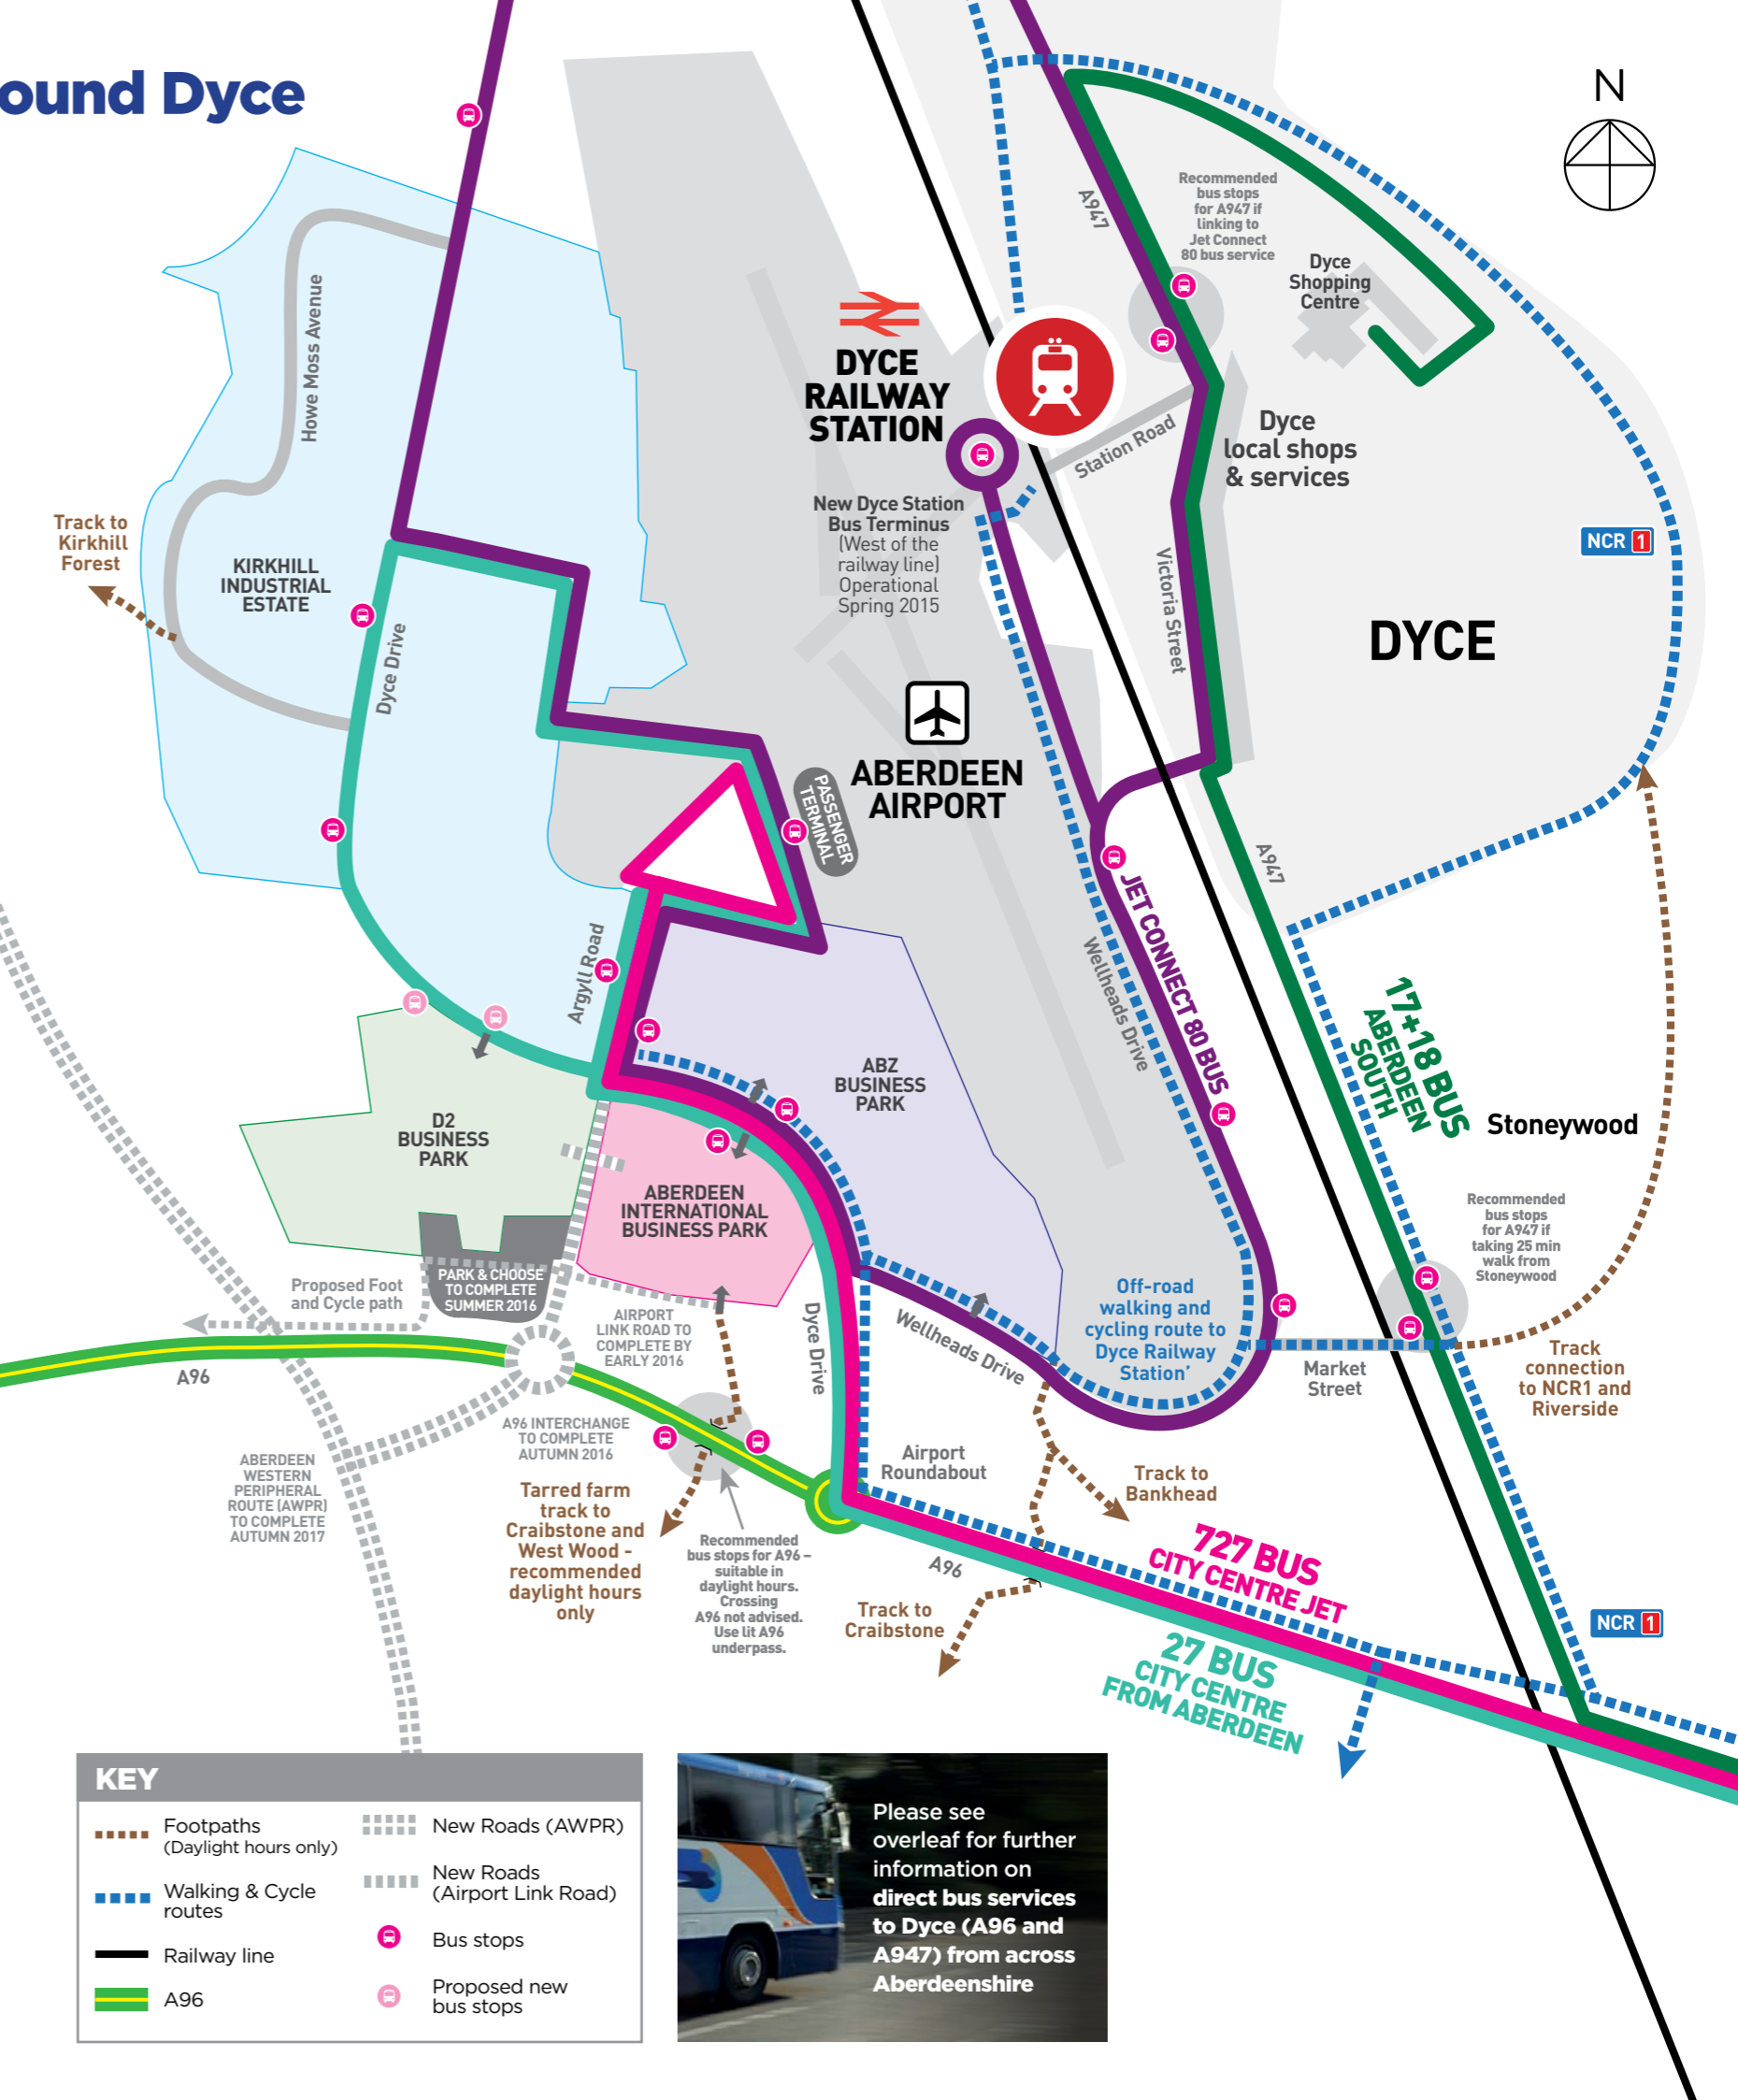 ound Dyce
N
A947
Recommended
bus stops
for A947 if
linking to
Jet Connect
80 bus service
Dyce
Shopping
Centre
Howe Moss Avenue
DYCE
RAILWAY
STATION
Station Road
Dyce
local shops
& services
New Dyce Station
Bus Terminus
(West of the
railway line)
Operational
Spring 2015
Track to
Kirkhill
Forest
KIRKHILL
INDUSTRIAL
ESTATE
Dyce Drive
Victoria Street
NCR 1
DYCE
ABERDEEN
AIRPORT
PASSENGER
TERMINAL
A947
JET CONNECT 80 BUS
Wellheads Drive
Argyll Road
17+18 BUS
ABERDEEN
SOUTH
Stoneywood
ABZ
BUSINESS
PARK
D2
BUSINESS
PARK
ABERDEEN
INTERNATIONAL
BUSINESS PARK
Recommended
bus stops
for A947 if
taking 25 min
walk from
Stoneywood
Proposed Foot
and Cycle path
PARK & CHOOSE
TO COMPLETE
SUMMER 2016
AIRPORT
LINK ROAD TO
COMPLETE BY
EARLY 2016
Dyce Drive
Wellheads Drive
Off-road
walking and
cycling route to
Dyce Railway
Station’
Market
Street
Track
connection
to NCR1 and
Riverside
A96
A96 INTERCHANGE
TO COMPLETE
AUTUMN 2016
ABERDEEN
WESTERN
PERIPHERAL
ROUTE (AWPR)
TO COMPLETE
AUTUMN 2017
Tarred farm
track to
Craibstone and
West Wood -
recommended
daylight hours
only
Recommended
bus stops for A96 –
suitable in
daylight hours.
Crossing
A96 not advised.
Use lit A96
underpass.
Airport
Roundabout
Track to
Bankhead
A96
Track to
Craibstone
727 BUS
CITY CENTRE JET
27 BUS
CITY CENTRE
FROM ABERDEEN
NCR 1
KEY
Footpaths
(Daylight hours only)
Walking & Cycle
routes
Railway line
A96
New Roads (AWPR)
New Roads
(Airport Link Road)
Bus stops
Proposed new
bus stops
Please see
overleaf for further
information on
direct bus services
to Dyce (A96 and
A947) from across
Aberdeenshire